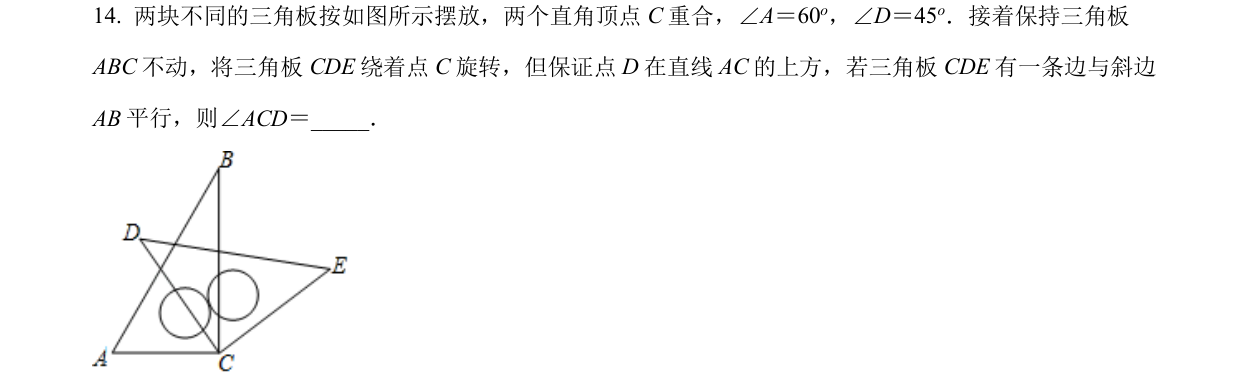 14. 两块不同的三角板按如图所示摆放，两个直角顶点 C 重合，∠A＝60º，∠D＝45º．接着保持三角板
ABC 不动，将三角板 CDE 绕着点 C 旋转，但保证点 D 在直线 AC 的上方，若三角板 CDE 有一条边与斜边
AB 平行，则∠ACD＝_____．
B
D
E
A
C